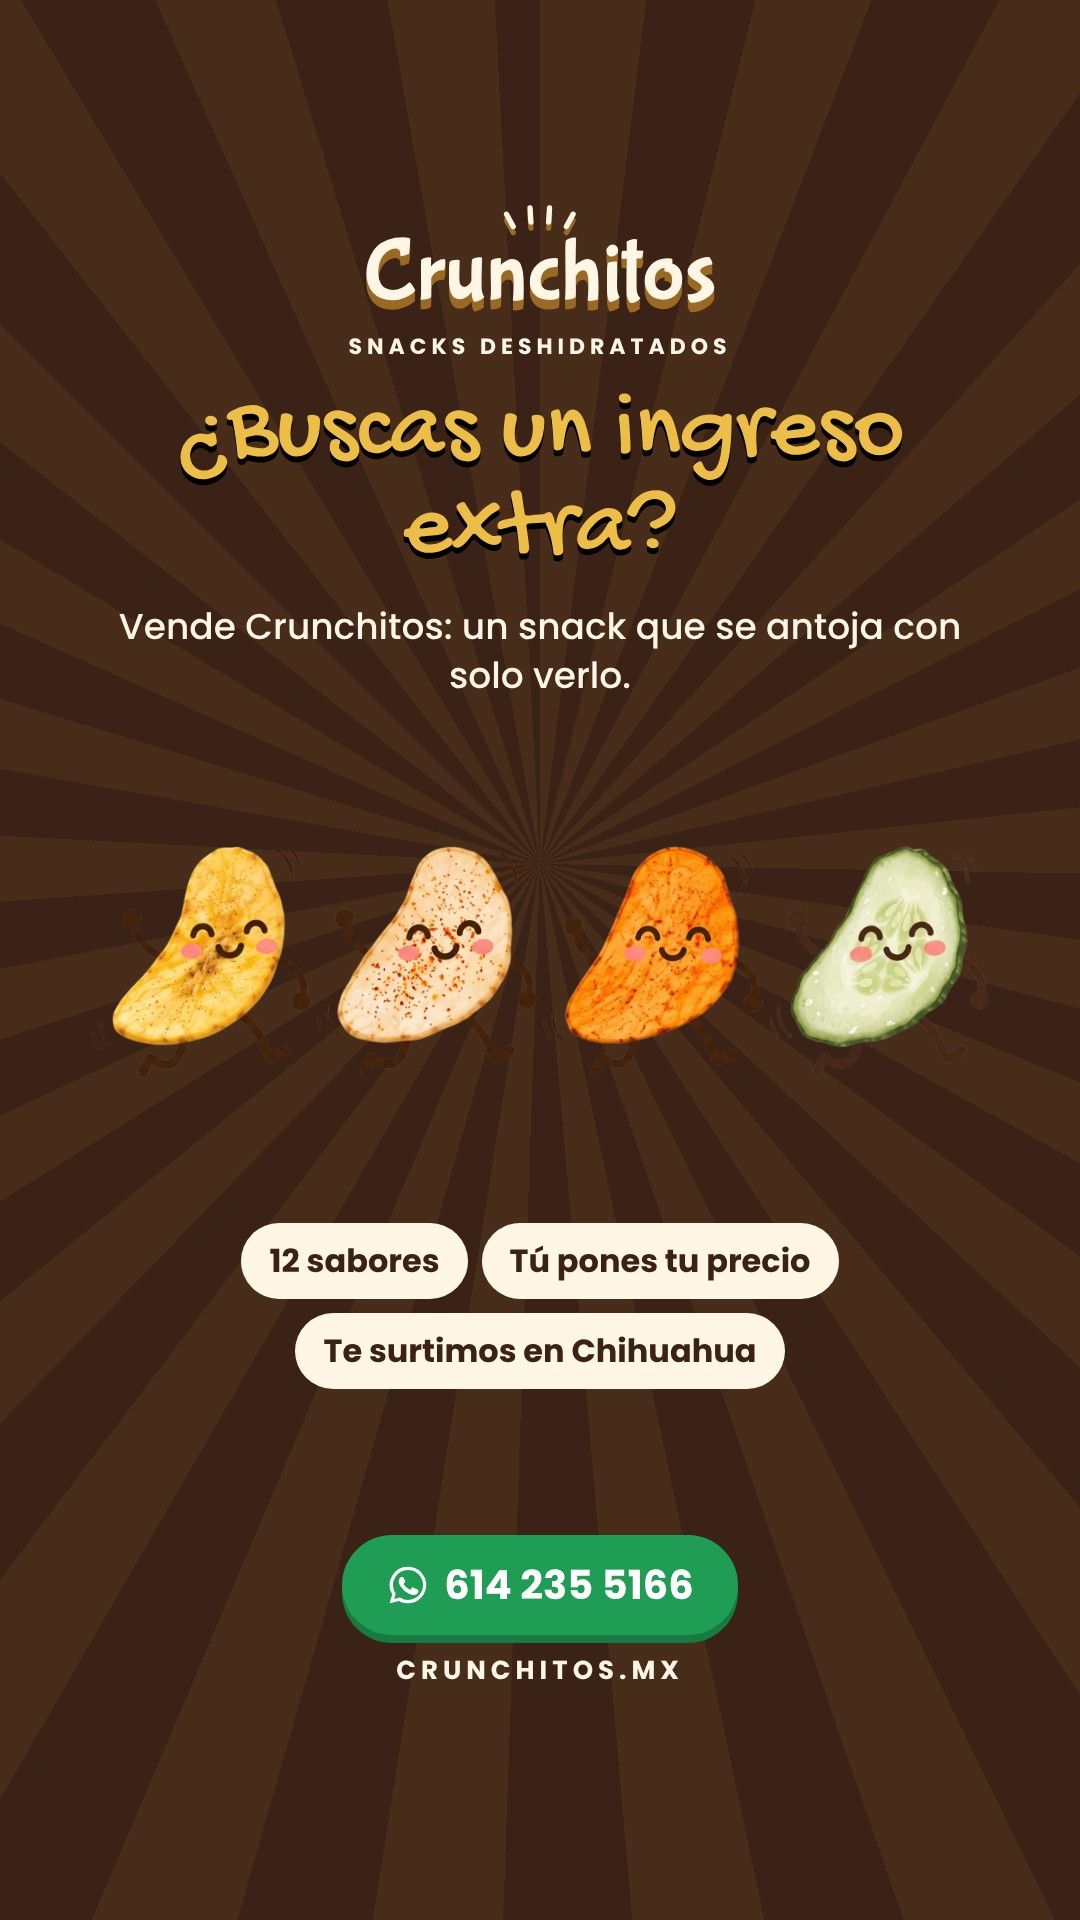 Crunchitos
SNACKS DESHIDRATADOS
¿Buscas un ingreso
extra?
Vende Crunchitos: un snack que se antoja con
solo verlo.
12 sabores
Tú pones tu precio
Te surtimos en Chihuahua
614 235 5166
CRUNCHITOS.MX